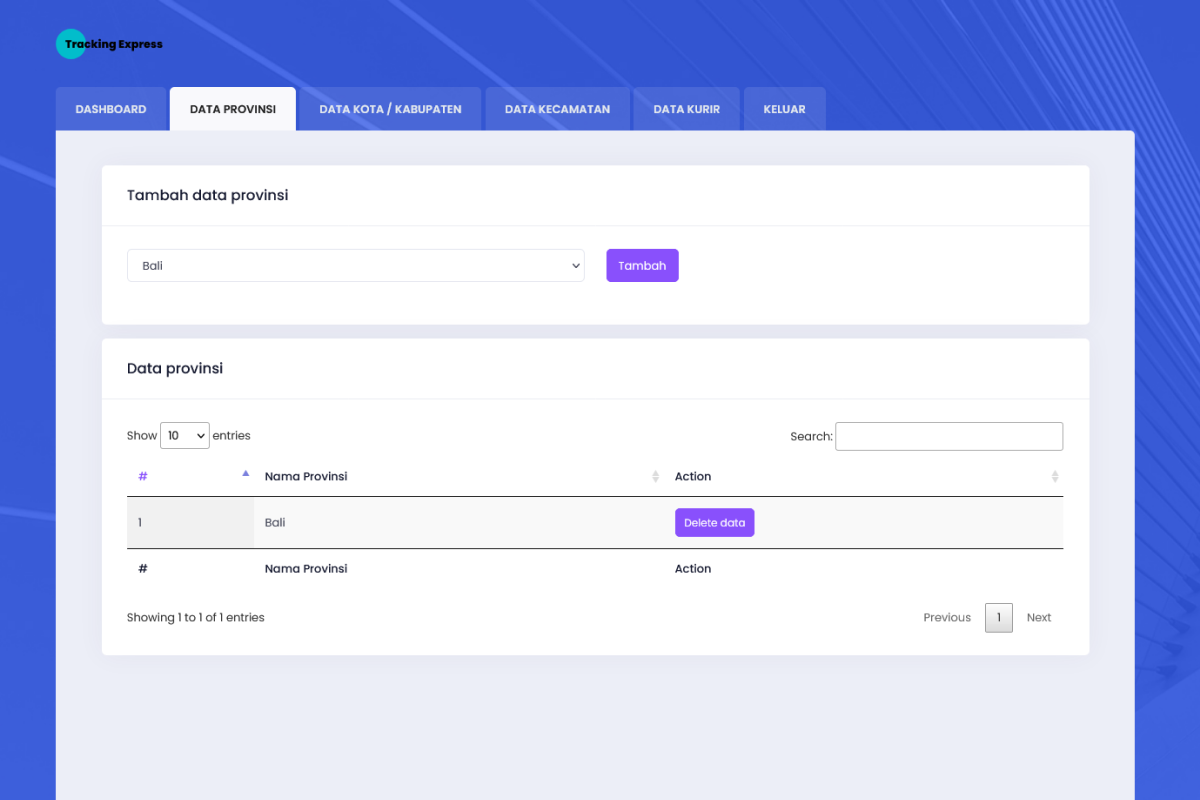 Tracking Express
DASHBOARD DATA PROVINSI DATA KOTA / KABUPATEN DATA KECAMATAN DATA KURIR KELUAR
Tambah data provinsi
Bali Tambah
Data provinsi
Show 10 entries Search:
# Nama Provinsi Action
1 Bali Delete data
# Nama Provinsi Action
Showing 1 to 1 of 1 entries Previous 1 Next